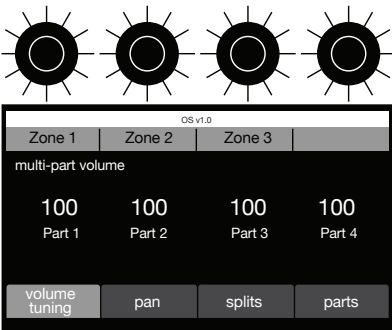 OS v1.0
Zone 1 Zone 2 Zone 3
multi-part volume
100 100 100 100
Part 1 Part 2 Part 3 Part 4
volume
tuning pan splits parts